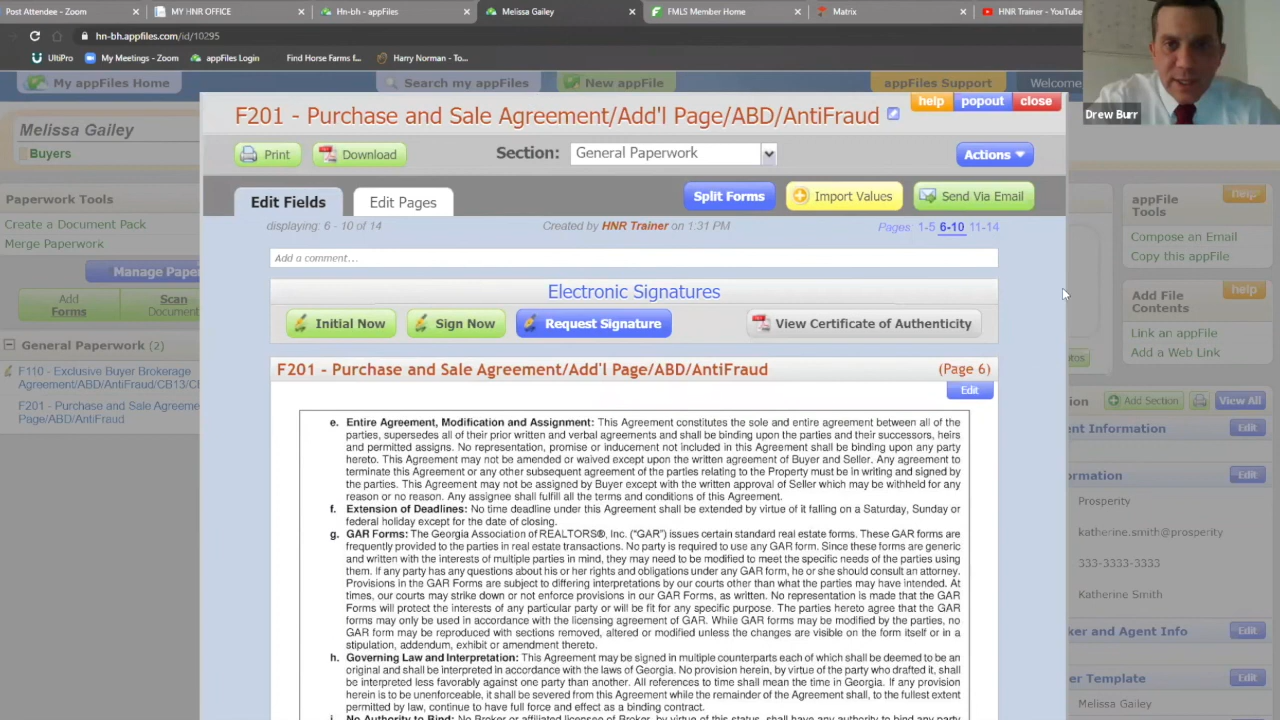 Post Attendee - Zoom
MY HNR OFFICE
Hn-bh - appFiles
Melissa Gailey
FMLS Member Home
Matrix
HNR Trainer - YouTube
hn-bh.appfiles.com/id/10295
UltiPro
My Meetings - Zoom
appFiles Login
Find Horse Farms f...
Harry Norman - To...
My appFiles Home
Search my appFiles
New appFile
appFiles Support
Welcome
Drew Burr
Melissa Gailey
Buyers
Paperwork Tools
Create a Document Pack
Merge Paperwork
Manage Paper
Add
Forms
Scan
Document
General Paperwork (2)
F110 - Exclusive Buyer Brokerage
Agreement/ABD/AntiFraud/CB13/CB
F201 - Purchase and Sale Agreeme
Page/ABD/AntiFraud
F201 - Purchase and Sale Agreement/Add'l Page/ABD/AntiFraud
help
popout
close
Print
Download
Section:
General Paperwork
Actions
Edit Fields
Edit Pages
Split Forms
Import Values
Send Via Email
displaying: 6 - 10 of 14
Created by HNR Trainer on 1:31 PM
Pages: 1-5 6-10 11-14
Add a comment...
Electronic Signatures
Initial Now
Sign Now
Request Signature
View Certificate of Authenticity
F201 - Purchase and Sale Agreement/Add'l Page/ABD/AntiFraud
(Page 6)
Edit
e. Entire Agreement, Modification and Assignment: This Agreement constitutes the sole and entire agreement between all of the
parties, supersedes all of their prior written and verbal agreements and shall be binding upon the parties and their successors, heirs
and permitted assigns. No representation, promise or inducement not included in this Agreement shall be binding upon any party
hereto. This Agreement may not be amended or waived except upon the written agreement of Buyer and Seller. Any agreement to
terminate this Agreement or any other subsequent agreement of the parties relating to the Property must be in writing and signed by
the parties. This Agreement may not be assigned by Buyer except with the written approval of Seller which may be withheld for any
reason or no reason. Any assignee shall fulfill all the terms and conditions of this Agreement.
f. Extension of Deadlines: No time deadline under this Agreement shall be extended by virtue of it falling on a Saturday, Sunday or
federal holiday except for the date of closing.
g. GAR Forms: The Georgia Association of REALTORS®, Inc. ("GAR") issues certain standard real estate forms. These GAR forms are
frequently provided to the parties in real estate transactions. No party is required to use any GAR form. Since these forms are generic
and written with the interests of multiple parties in mind, they may need to be modified to meet the specific needs of the parties using
them. If any party has any questions about his or her rights and obligations under any GAR form, he or she should consult an attorney.
Provisions in the GAR Forms are subject to differing interpretations by our courts other than what the parties may have intended. At
times, our courts may strike down or not enforce provisions in our GAR Forms, as written. No representation is made that the GAR
Forms will protect the interests of any particular party or will be fit for any specific purpose. The parties hereto agree that the GAR
forms may only be used in accordance with the licensing agreement of GAR. While GAR forms may be modified by the parties, no
GAR form may be reproduced with sections removed, altered or modified unless the changes are visible on the form itself or in a
stipulation, addendum, exhibit or amendment thereto.
h. Governing Law and Interpretation: This Agreement may be signed in multiple counterparts each of which shall be deemed to be an
original and shall be interpreted in accordance with the laws of Georgia. No provision herein, by virtue of the party who drafted it, shall
be interpreted less favorably against one party than another. All references to time shall mean the time in Georgia. If any provision
herein is to be unenforceable, it shall be severed from this Agreement while the remainder of the Agreement shall, to the fullest extent
permitted by law, continue to have full force and effect as a binding contract.
i. No Authority to Bind: No Broker or affiliated licensee of Broker, by virtue of this status, shall have any authority to bind any
appFile
Tools
help
Compose an Email
Copy this appFile
Add File
Contents
help
Link an appFile
Add a Web Link
Add Section
View All
Edit
Edit
Prosperity
katherine.smith@prosperity
333-3333-3333
Katherine Smith
ker and Agent Info
Edit
er Template
Edit
Melissa Gailey